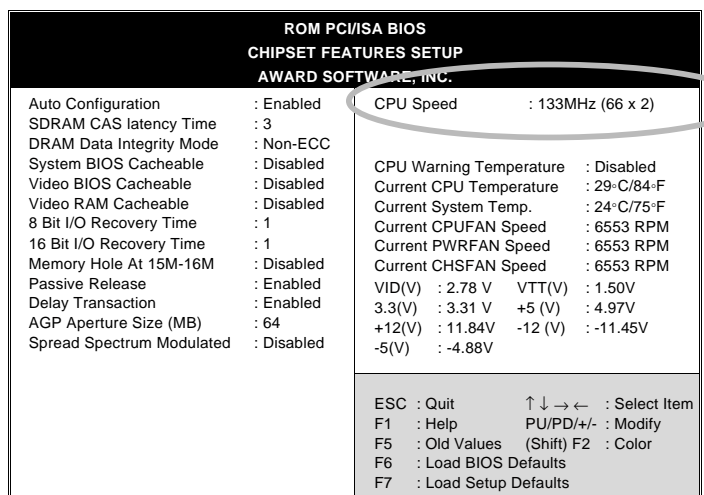 ROM PCI/ISA BIOS
CHIPSET FEATURES SETUP
AWARD SOFTWARE, INC.
Auto Configuration : Enabled
SDRAM CAS latency Time : 3
DRAM Data Integrity Mode : Non-ECC
System BIOS Cacheable : Disabled
Video BIOS Cacheable : Disabled
Video RAM Cacheable : Disabled
8 Bit I/O Recovery Time : 1
16 Bit I/O Recovery Time : 1
Memory Hole At 15M-16M : Disabled
Passive Release : Enabled
Delay Transaction : Enabled
AGP Aperture Size (MB) : 64
Spread Spectrum Modulated : Disabled
CPU Speed : 133MHz (66 x 2)
CPU Warning Temperature : Disabled
Current CPU Temperature : 29◦C/84◦F
Current System Temp. : 24°C/75°F
Current CPUFAN Speed : 6553 RPM
Current PWRFAN Speed : 6553 RPM
Current CHSFAN Speed : 6553 RPM
VID(V) : 2.78 V VTT(V) : 1.50V
3.3(V) : 3.31 V +5 (V) : 4.97V
+12(V) : 11.84V -12 (V) : -11.45V
-5(V) : -4.88V
ESC : Quit ↑ ↓ → ← : Select Item
F1 : Help PU/PD/+/- : Modify
F5 : Old Values (Shift) F2 : Color
F6 : Load BIOS Defaults
F7 : Load Setup Defaults